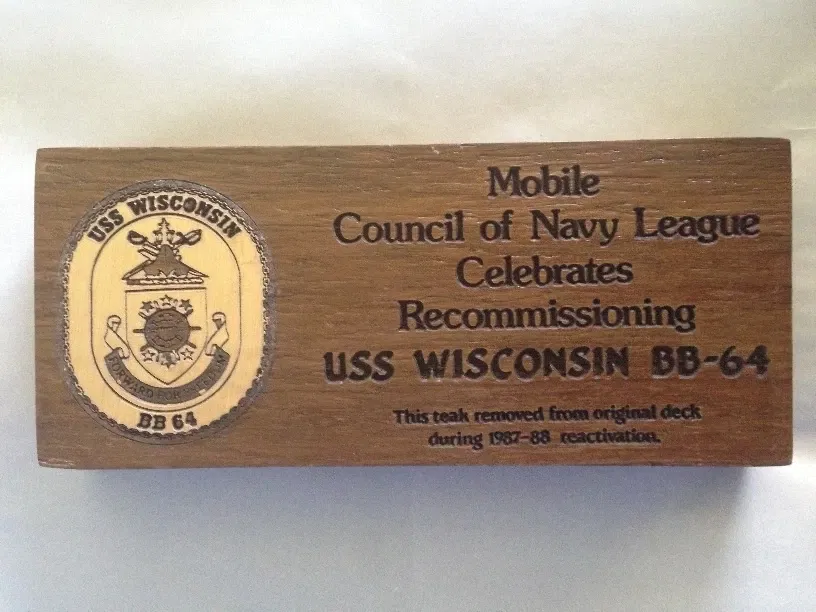 USS WISCONSIN
FORWARD FOR FREEDOM
BB 64
Mobile
Council of Navy League
Celebrates
Recommissioning
USS WISCONSIN BB-64
This teak removed from original deck
during 1987-88 reactivation.